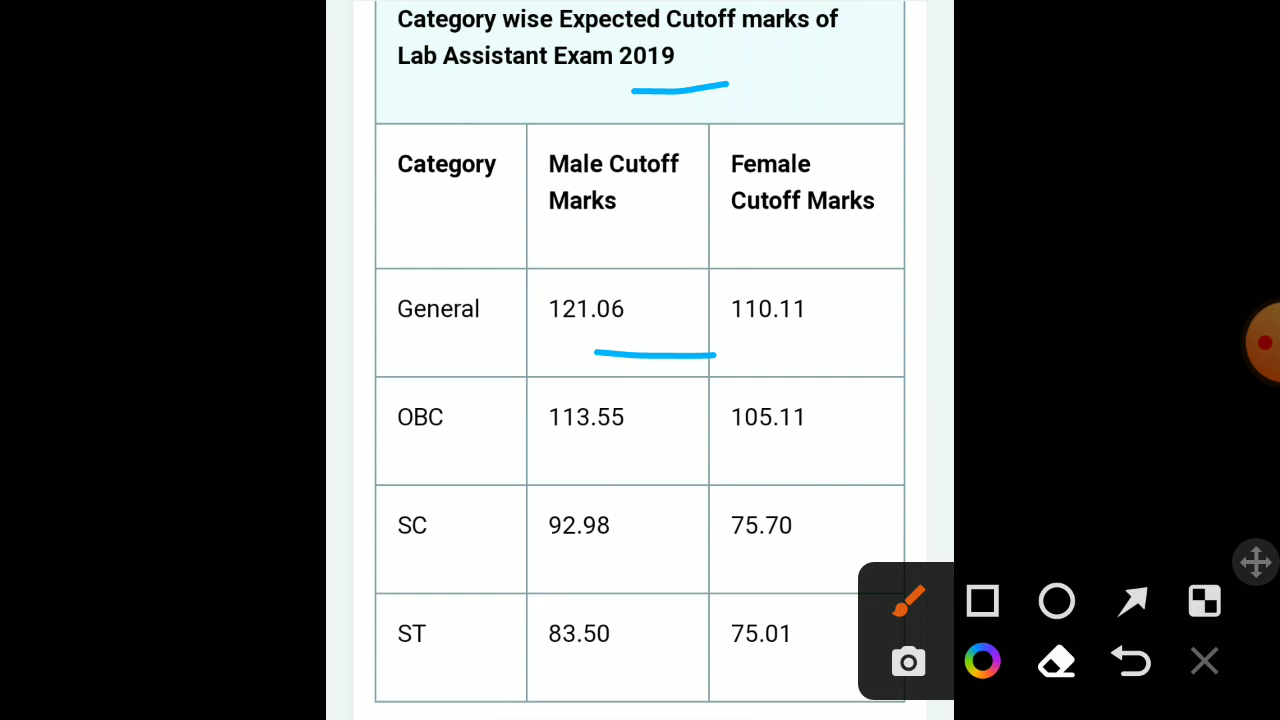 Category wise Expected Cutoff marks of
Lab Assistant Exam 2019
Category Male Cutoff Marks Female Cutoff Marks
General 121.06 110.11
OBC 113.55 105.11
SC 92.98 75.70
ST 83.50 75.01